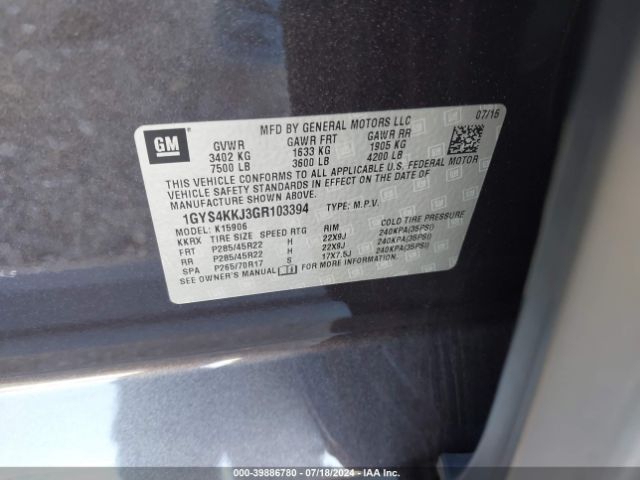 GM
MFD BY GENERAL MOTORS LLC
07/15
GVWR GAWR FRT GAWR RR
3402 KG 1633 KG 1905 KG
7500 LB 3600 LB 4200 LB
THIS VEHICLE CONFORMS TO ALL APPLICABLE U.S. FEDERAL MOTOR
VEHICLE SAFETY STANDARDS IN EFFECT ON THE DATE OF
MANUFACTURE SHOWN ABOVE.
1GYS4KKJ3GR103394 TYPE: M.P.V.
MODEL: K15906
KKRX TIRE SIZE SPEED RTG RIM COLD TIRE PRESSURE
FRT P285/45R22 H 22X9J 240KPA(35PSI)
RR P285/45R22 H 22X9J 240KPA(35PSI)
SPA P265/70R17 S 17X7.5J 240KPA(35PSI)
SEE OWNER'S MANUAL FOR MORE INFORMATION.
000-39886780 07/18/2024 IAA Inc.